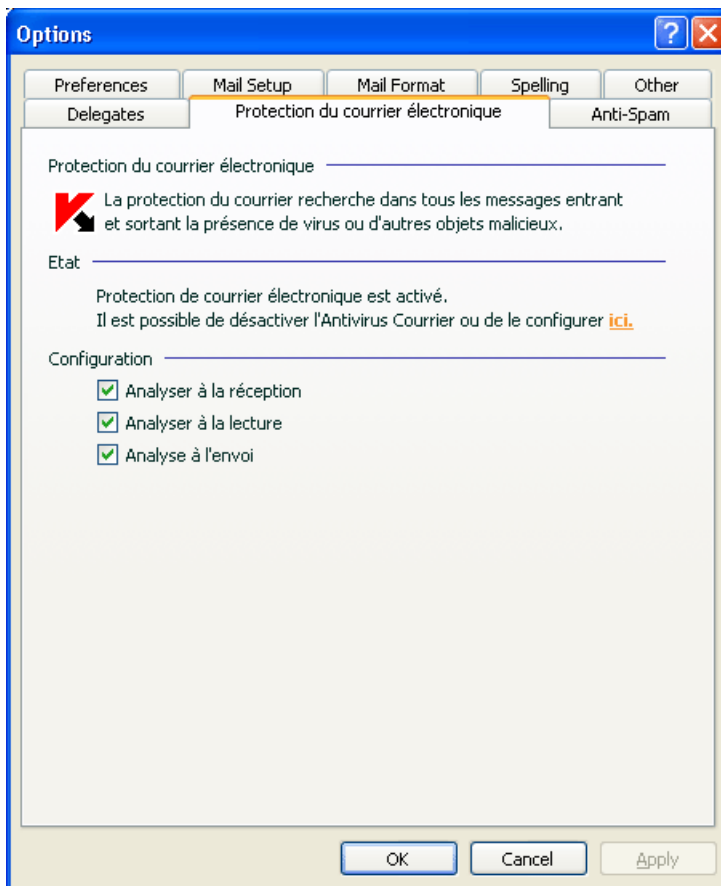 Options
Preferences
Mail Setup
Mail Format
Spelling
Other
Delegates
Protection du courrier électronique
Anti-Spam
Protection du courrier électronique
La protection du courrier recherche dans tous les messages entrant
et sortant la présence de virus ou d'autres objets malicieux.
Etat
Protection de courrier électronique est activé.
Il est possible de désactiver l'Antivirus Courrier ou de le configurer ici.
Configuration
Analyser à la réception
Analyser à la lecture
Analyse à l'envoi
OK
Cancel
Apply